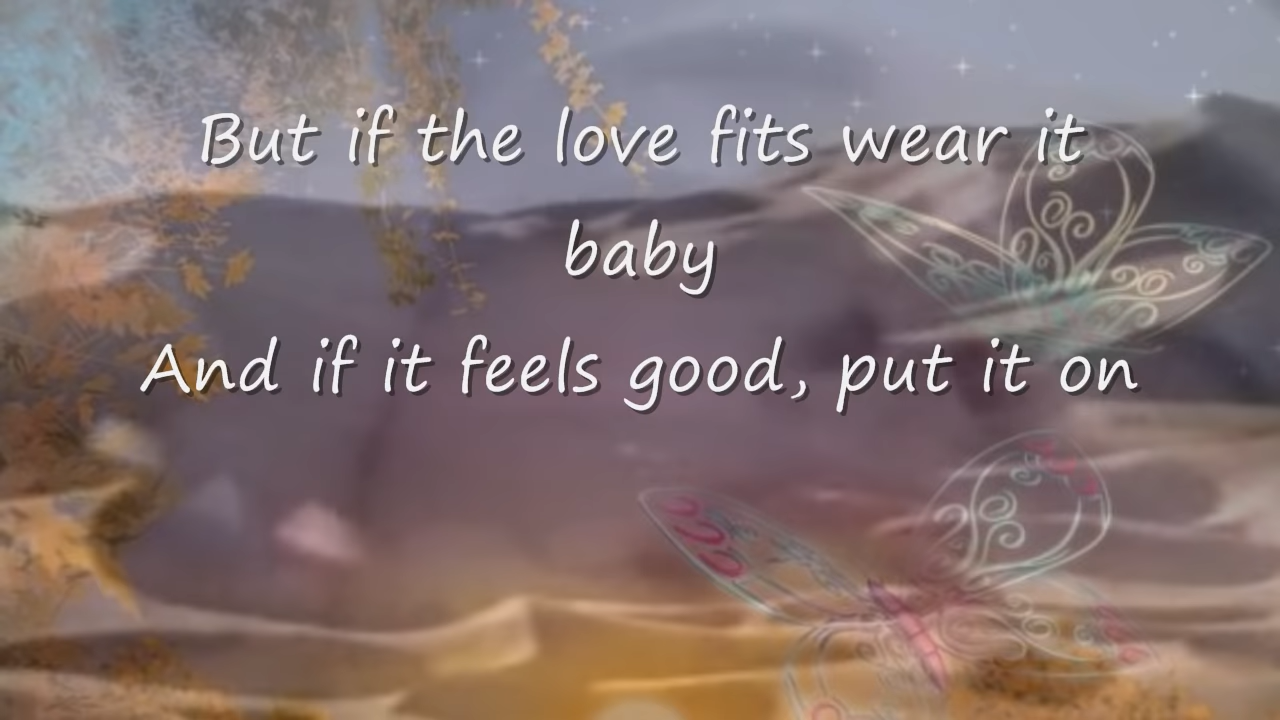 But if the love fits wear it
baby
And if it feels good, put it on